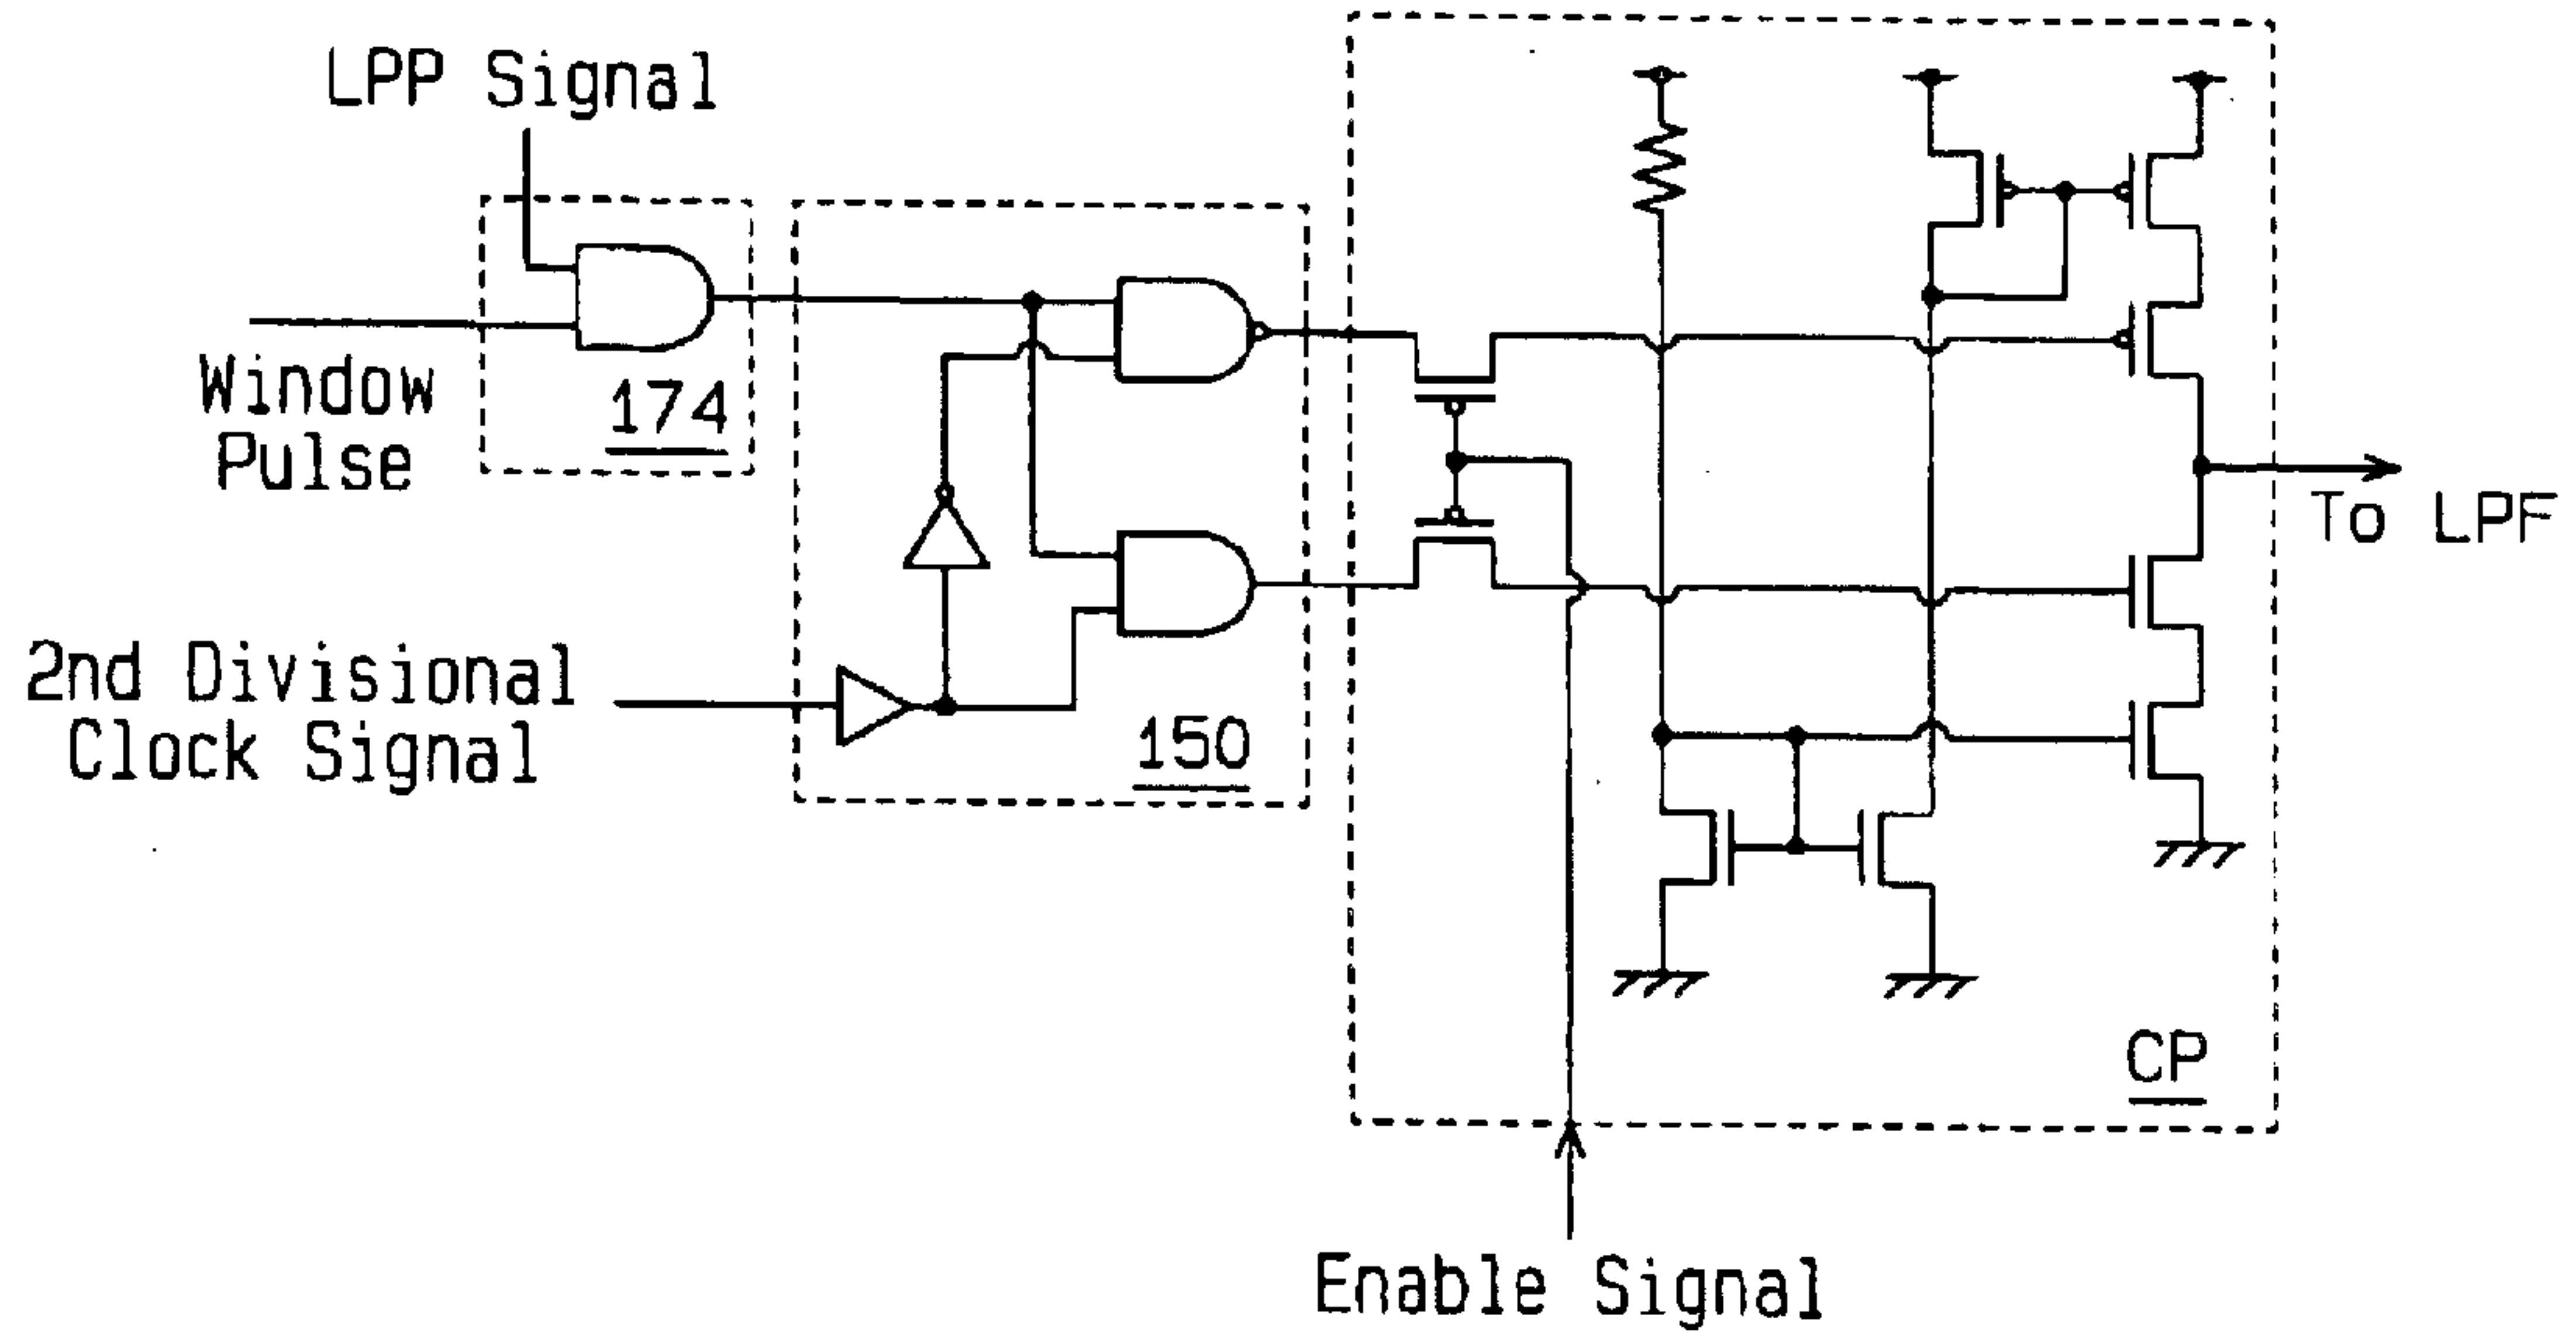 LPP Signal
Window
Pulse
174
2nd Divisional
Clock Signal
150
To LPF
CP
Enable Signal